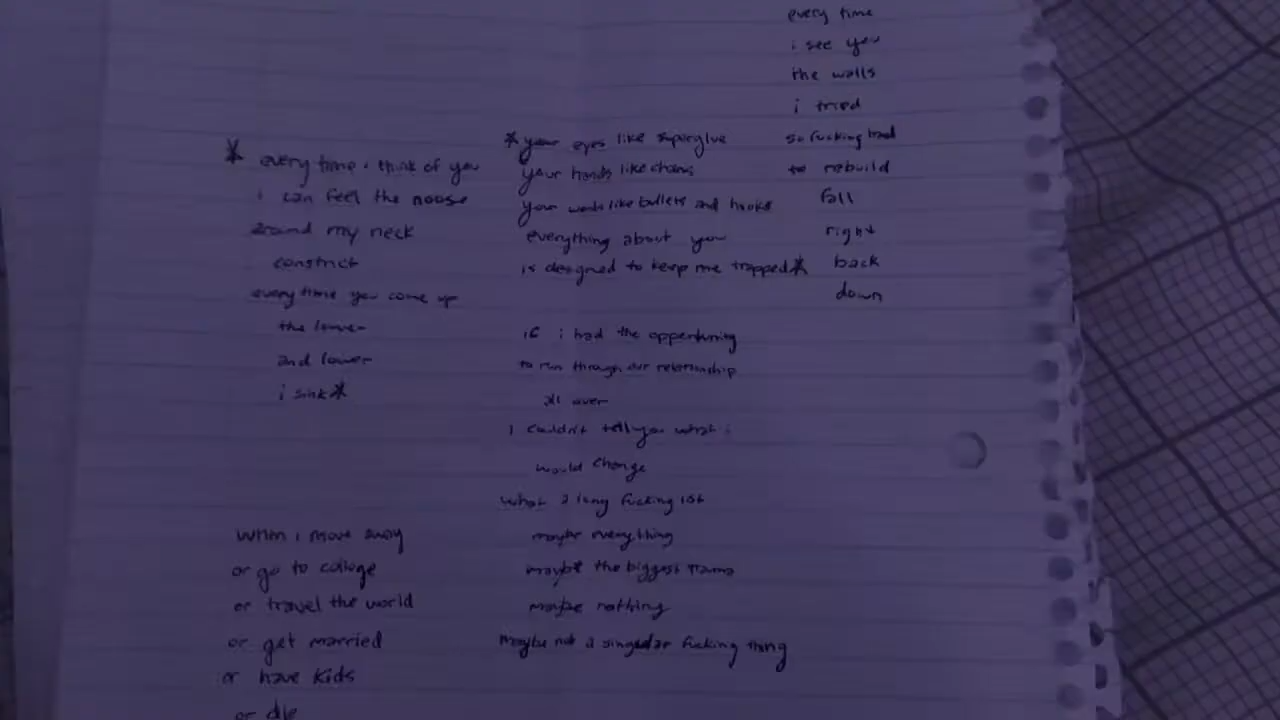 * every time i think of you
i can feel the noose
around my neck
constrict
every time you come up
the lower
and lower
i sink *
when i move away
or go to college
or travel the world
or get married
or have kids
or die
* your eyes like superglue
your hands like chains
your words like bullets and hooks
everything about you
is designed to keep me trapped *
if i had the oppertunity
to run through our relationship
all over
i couldn't tell you what i
would change
what a long fucking list
maybe everything
maybe the biggest
maybe nothing
maybe not a singular fucking thing
every time
i see you
the walls
i tried
so fucking hard
to rebuild
fall
right
back
down